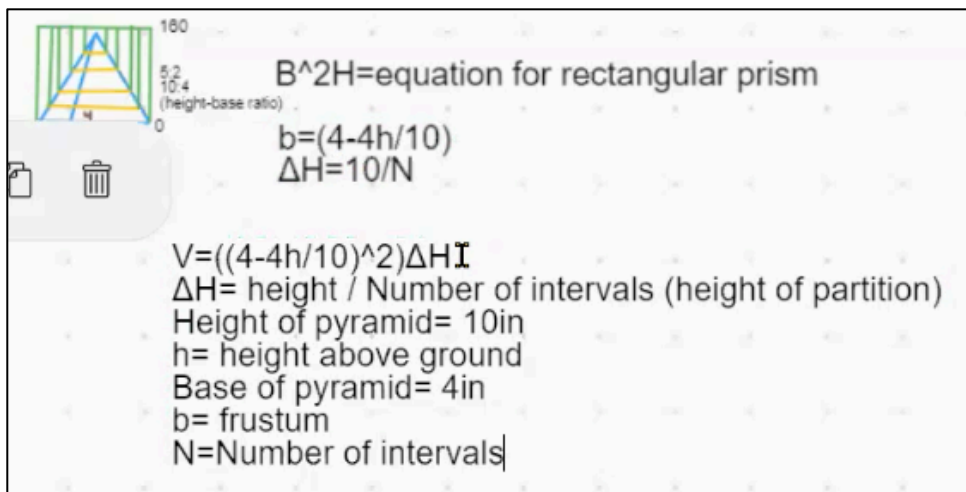 160
5:2
10:4
(height-base ratio)
4
0
B^2H=equation for rectangular prism
b=(4-4h/10)
ΔH=10/N
V=((4-4h/10)^2)ΔH
ΔH= height / Number of intervals (height of partition)
Height of pyramid= 10in
h= height above ground
Base of pyramid= 4in
b= frustum
N=Number of intervals